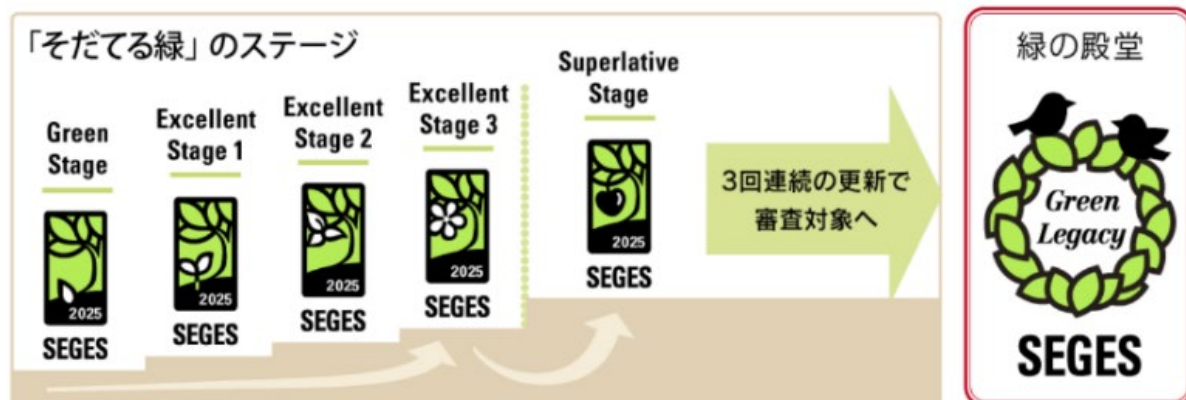 「そだてる緑」のステージ
Green
Stage
2025
SEGES
Excellent
Stage 1
2025
SEGES
Excellent
Stage 2
2025
SEGES
Excellent
Stage 3
2025
SEGES
Superlative
Stage
2025
SEGES
3回連続の更新で
審査対象へ
緑の殿堂
Green
Legacy
SEGES